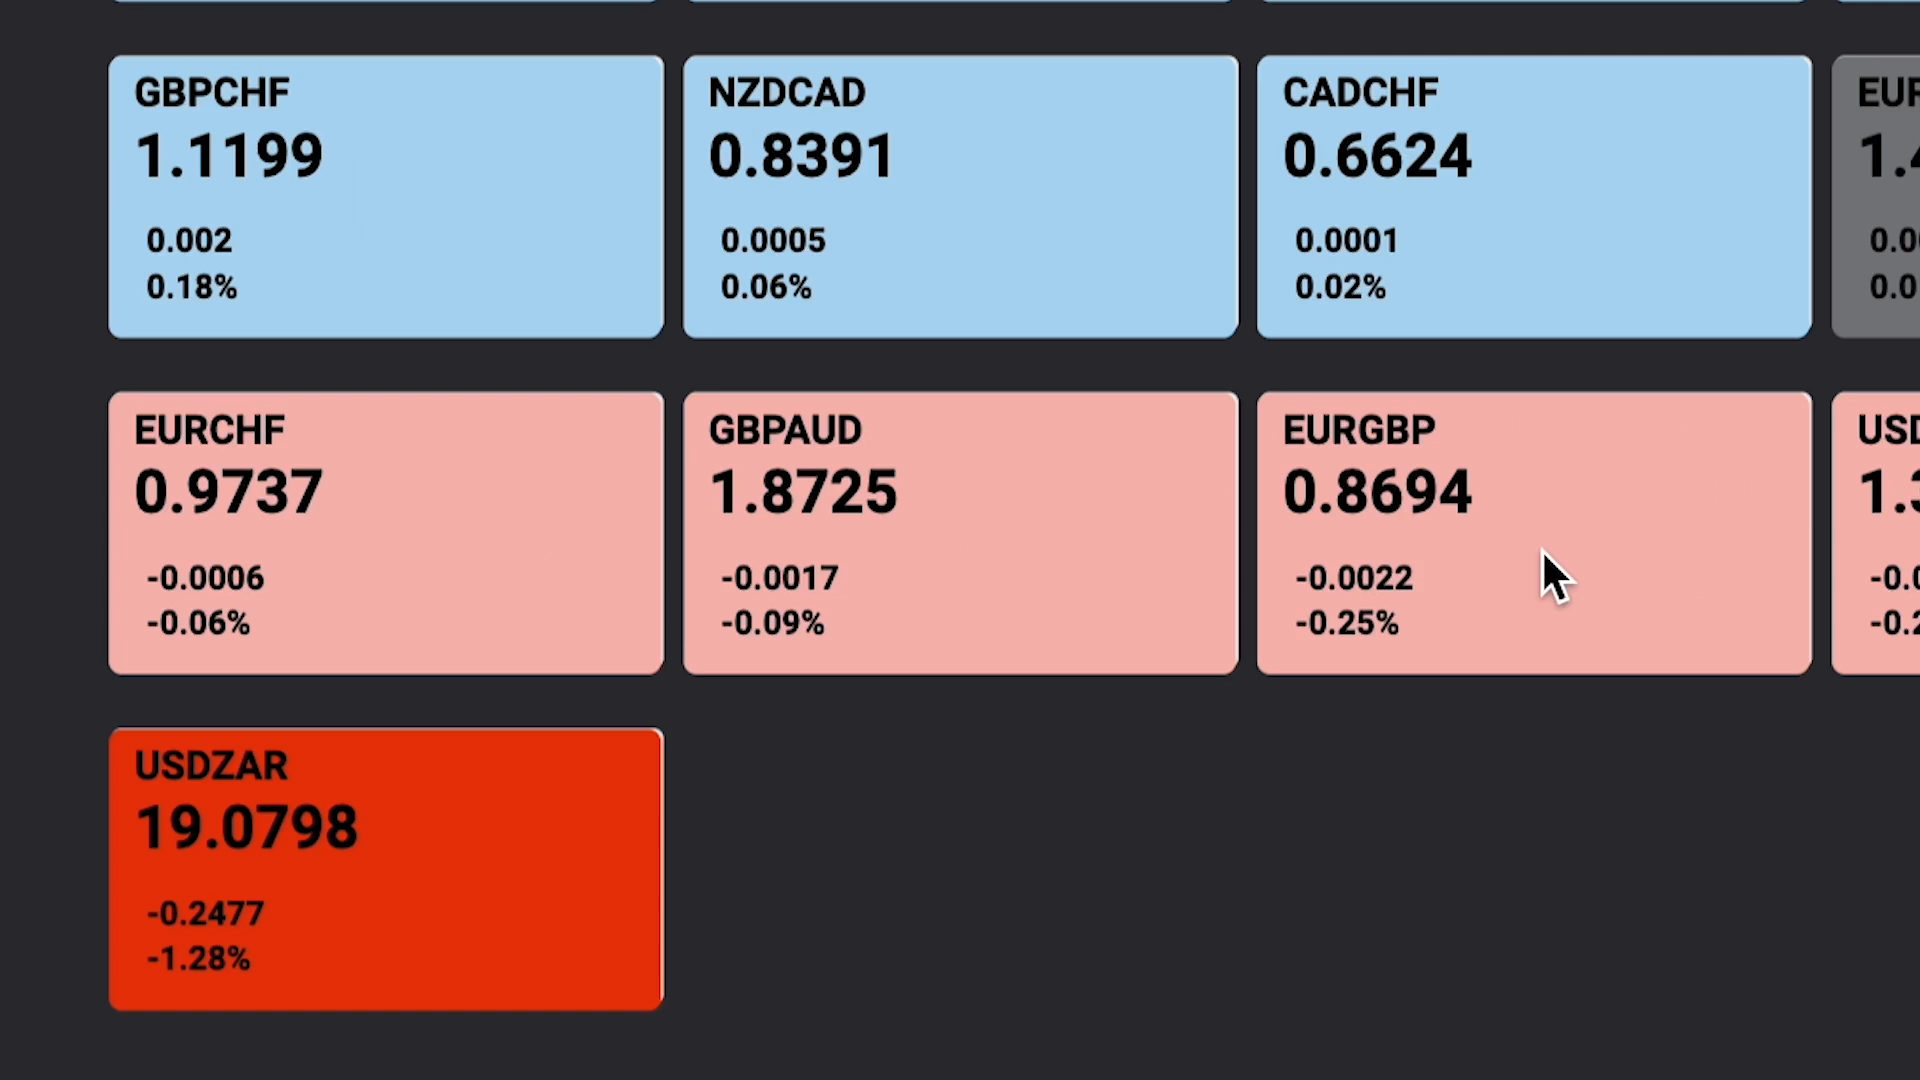 GBPCHF
1.1199
0.002
0.18%
NZDCAD
0.8391
0.0005
0.06%
CADCHF
0.6624
0.0001
0.02%
EURCHF
0.9737
-0.0006
-0.06%
GBPAUD
1.8725
-0.0017
-0.09%
EURGBP
0.8694
-0.0022
-0.25%
USD
USDZAR
19.0798
-0.2477
-1.28%